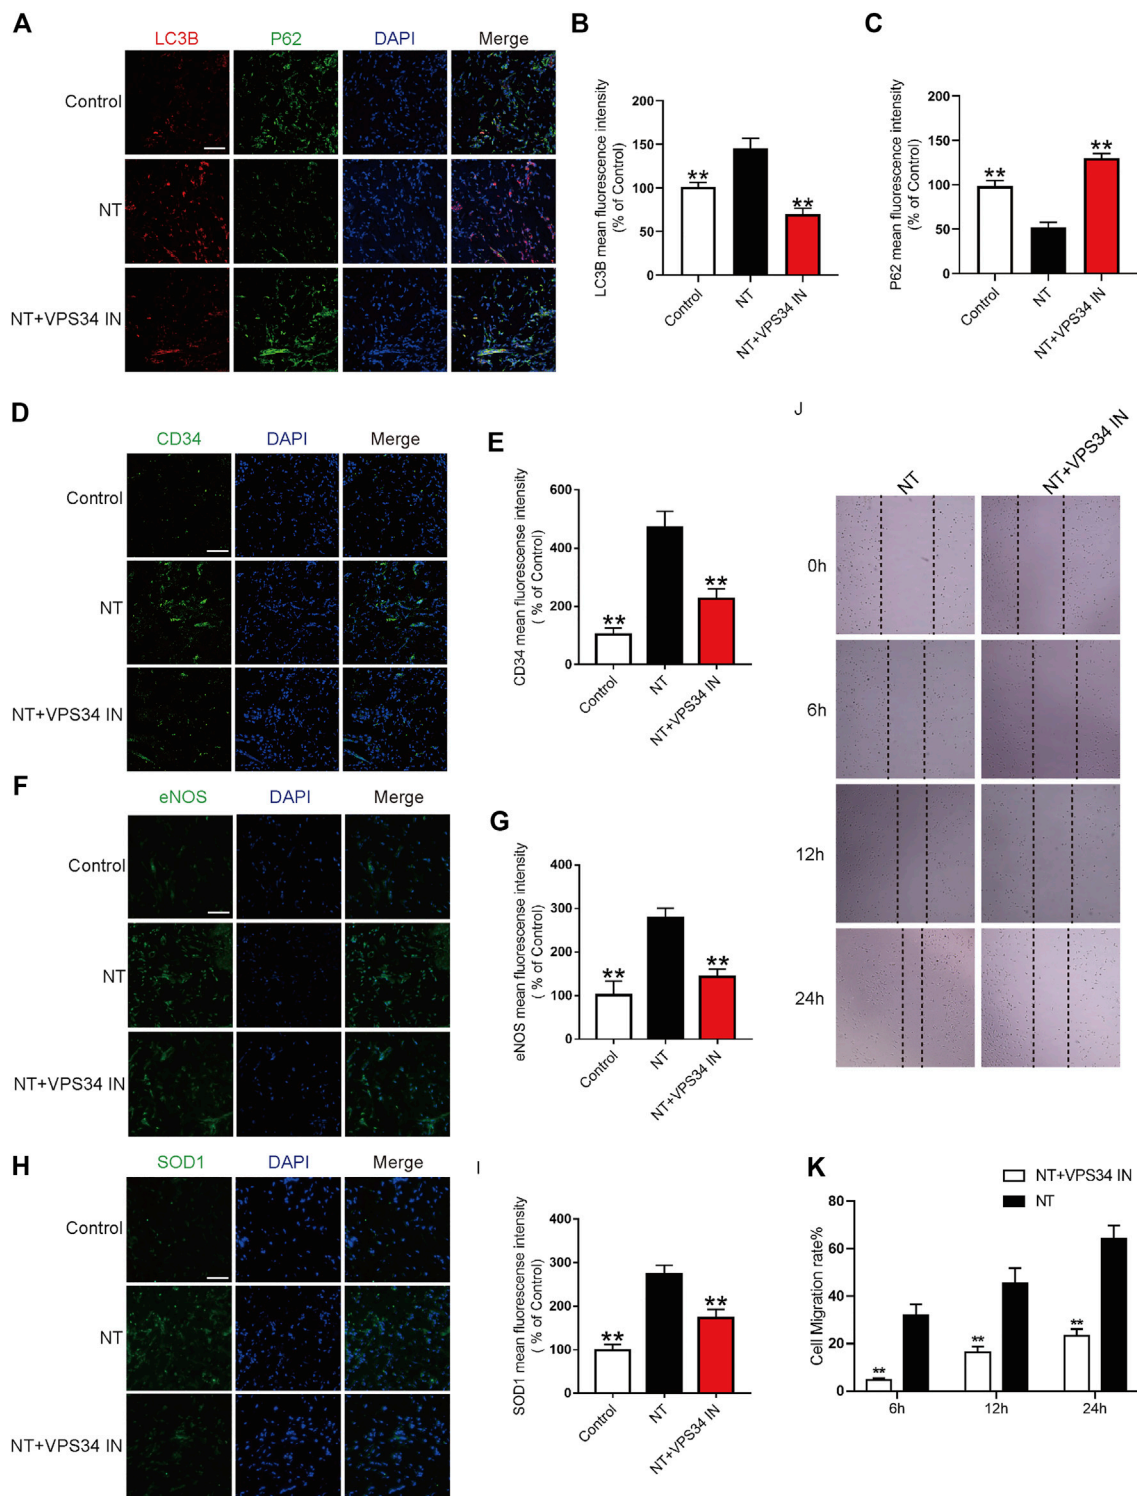 A
LC3B P62 DAPI Merge
Control
NT
NT+VPS34 IN
B
LC3B mean fluorescence intensity
(% of Control)
200
150
100
50
0
**
**
Control
NT
NT+VPS34 IN
C
P62 mean fluorescence intensity
(% of Control)
200
150
100
50
0
**
**
Control
NT
NT+VPS34 IN
D
CD34 DAPI Merge
Control
NT
NT+VPS34 IN
E
CD34 mean fluorescense intensity
( % of Control)
600
400
200
0
**
**
Control
NT
NT+VPS34 IN
F
eNOS DAPI Merge
Control
NT
NT+VPS34 IN
G
eNOS mean fluorescense intensity
( % of Control)
400
300
200
100
0
**
**
Control
NT
NT+VPS34 IN
H
SOD1 DAPI Merge
Control
NT
NT+VPS34 IN
I
SOD1 mean fluorescense intensity
( % of Control)
400
300
200
100
0
**
**
Control
NT
NT+VPS34 IN
J
NT NT+VPS34 IN
0h
6h
12h
24h
K
NT+VPS34 IN
NT
Cell Migration rate%
80
60
40
20
0
**
**
**
6h 12h 24h